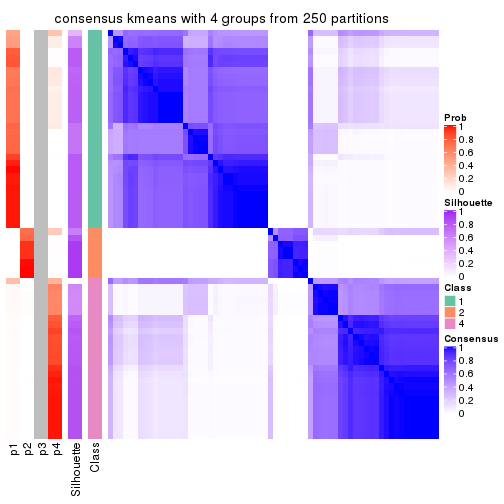 consensus kmeans with 4 groups from 250 partitions
Prob
1
0.8
0.6
0.4
0.2
0
Silhouette
1
0.8
0.6
0.4
0.2
0
Class
1
2
4
Consensus
1
0.8
0.6
0.4
0.2
0
p1
p2
p3
p4
Silhouette
Class